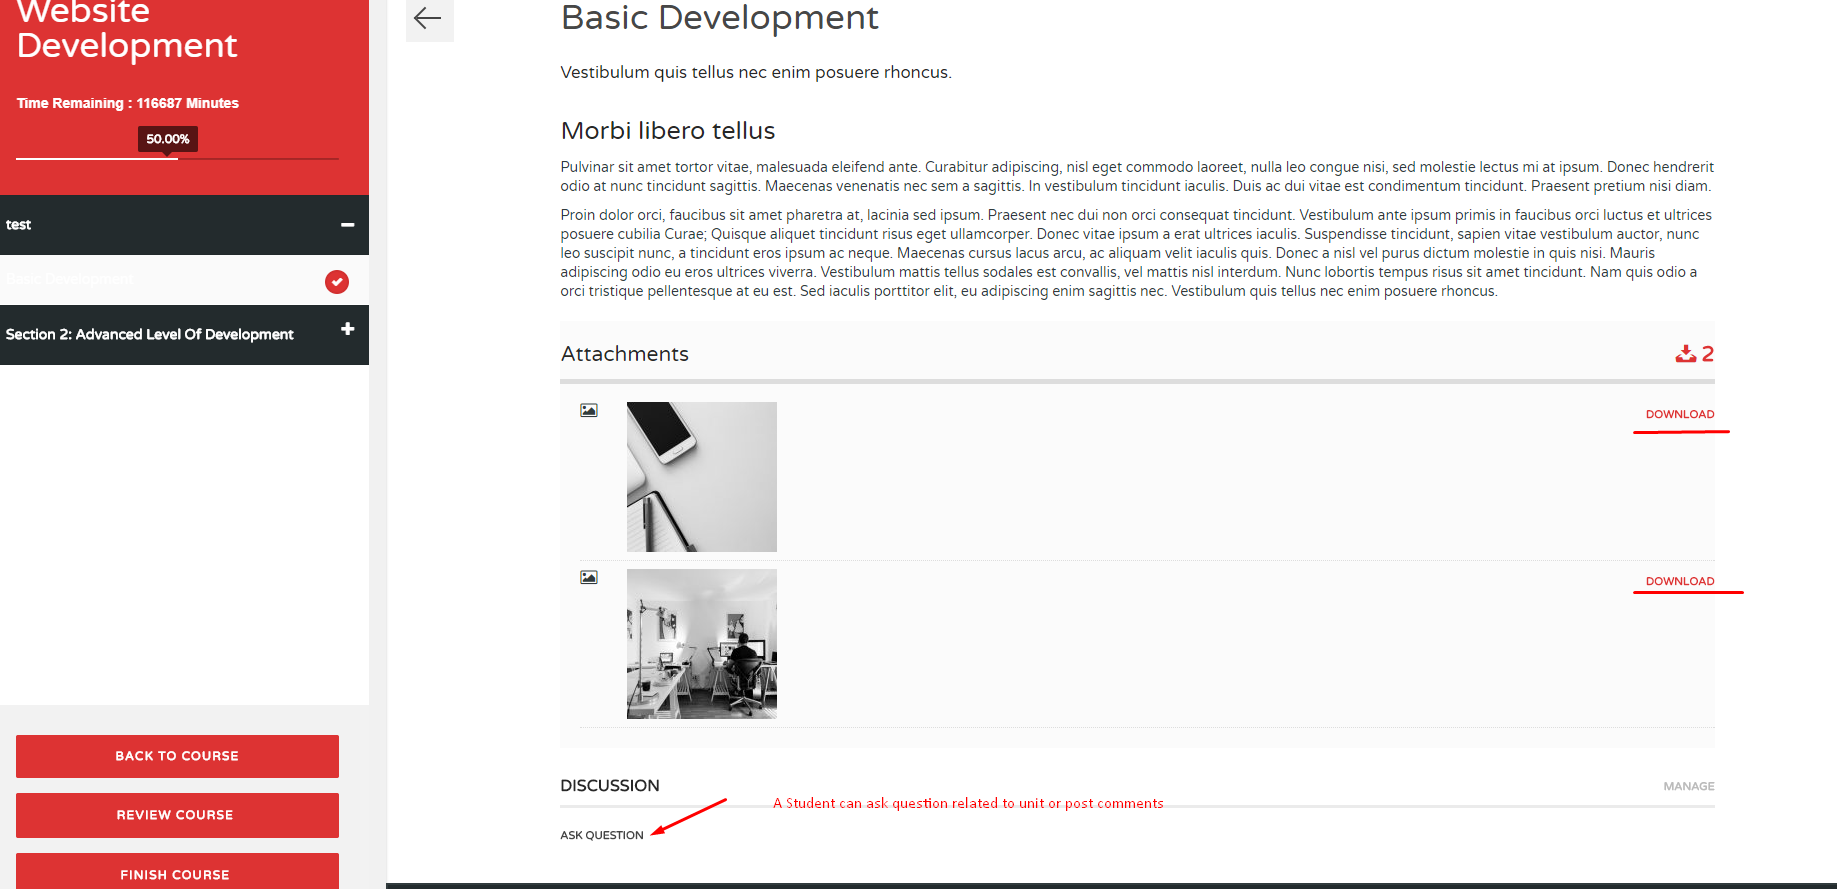 Website
Development
Time Remaining : 116687 Minutes
50.00%
test
Basic Development
Section 2: Advanced Level Of Development
BACK TO COURSE
REVIEW COURSE
FINISH COURSE
Basic Development
Vestibulum quis tellus nec enim posuere rhoncus.
Morbi libero tellus
Pulvinar sit amet tortor vitae, malesuada eleifend ante. Curabitur adipiscing, nisl eget commodo laoreet, nulla leo congue nisi, sed molestie lectus mi at ipsum. Donec hendrerit
odio at nunc tincidunt sagittis. Maecenas venenatis nec sem a sagittis. In vestibulum tincidunt iaculis. Duis ac dui vitae est condimentum tincidunt. Praesent pretium nisi diam.
Proin dolor orci, faucibus sit amet pharetra at, lacinia sed ipsum. Praesent nec dui non orci consequat tincidunt. Vestibulum ante ipsum primis in faucibus orci luctus et ultrices
posuere cubilia Curae; Quisque aliquet tincidunt risus eget ullamcorper. Donec vitae ipsum a erat ultrices iaculis. Suspendisse tincidunt, sapien vitae vestibulum auctor, nunc
leo suscipit nunc, a tincidunt eros ipsum ac neque. Maecenas cursus lacus arcu, ac aliquam velit iaculis quis. Donec a nisl vel purus dictum molestie in quis nisi. Mauris
adipiscing odio eu eros ultrices viverra. Vestibulum mattis tellus sodales est convallis, vel mattis nisl interdum. Nunc lobortis tempus risus sit amet tincidunt. Nam quis odio a
orci tristique pellentesque at eu est. Sed iaculis porttitor elit, eu adipiscing enim sagittis nec. Vestibulum quis tellus nec enim posuere rhoncus.
Attachments 2
DOWNLOAD
DOWNLOAD
DISCUSSION MANAGE
A Student can ask question related to unit or post comments
ASK QUESTION